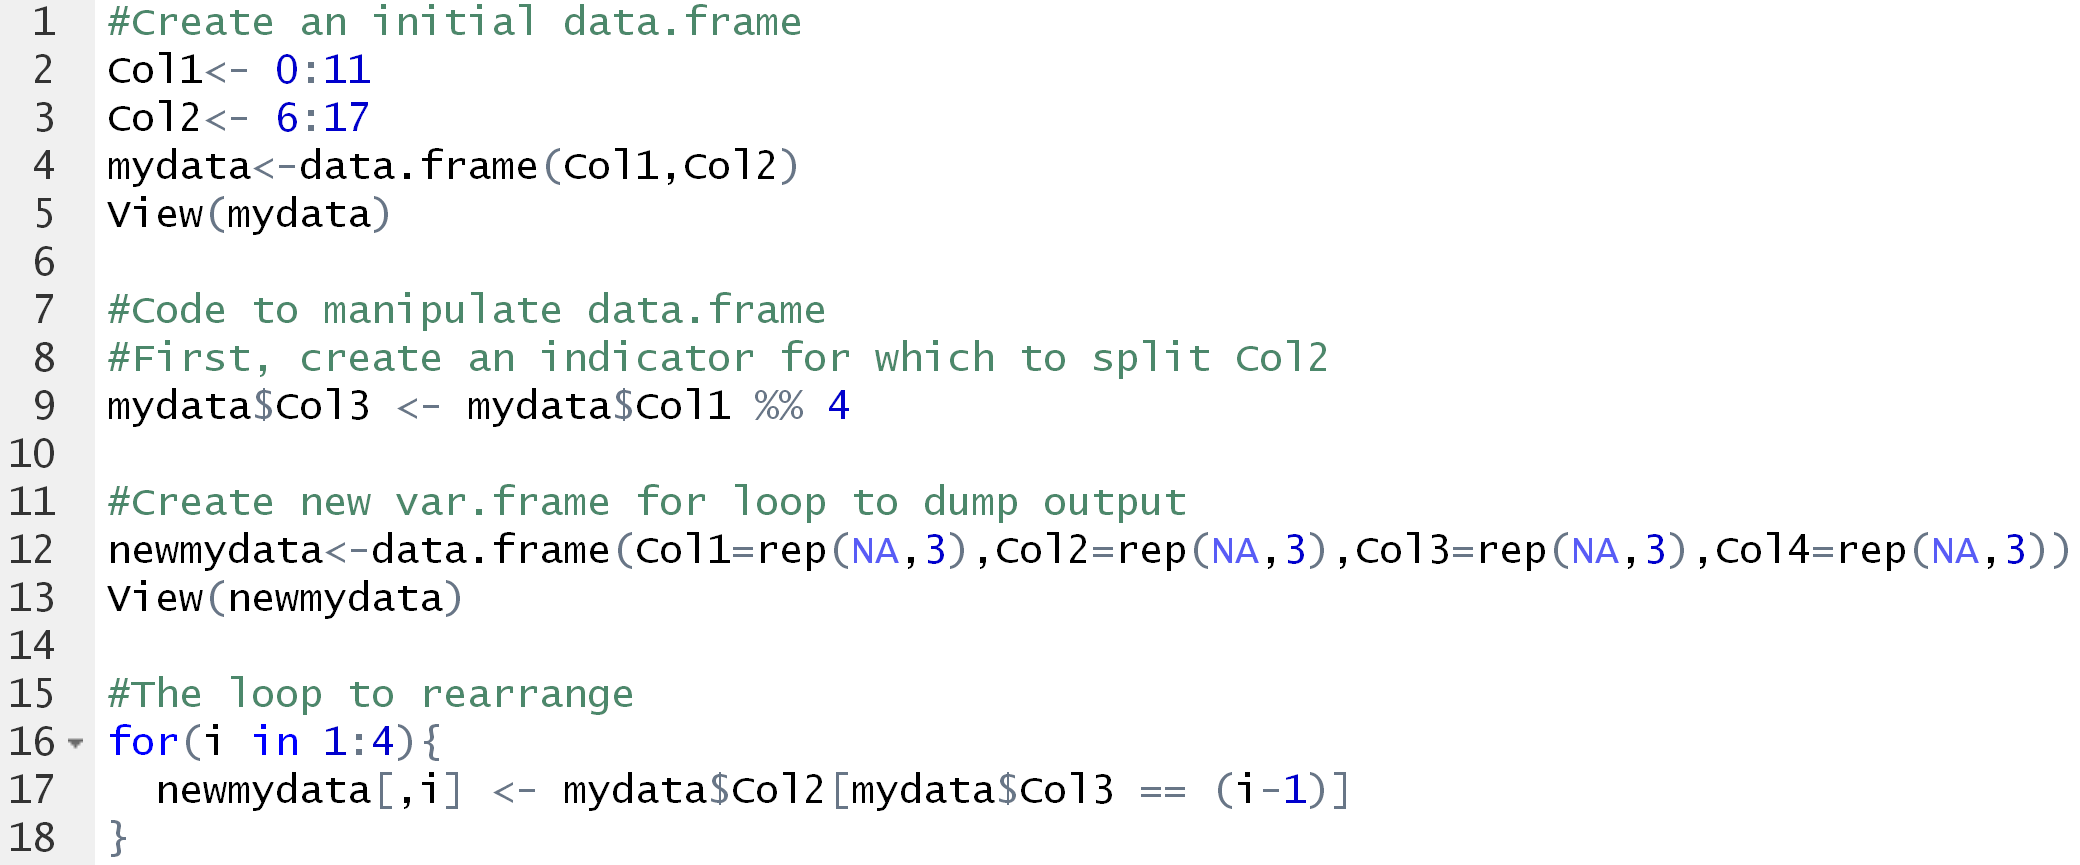 1 #Create an initial data.frame
2 Col1<- 0:11
3 Col2<- 6:17
4 mydata<-data.frame(Col1,Col2)
5 View(mydata)
6
7 #Code to manipulate data.frame
8 #First, create an indicator for which to split Col2
9 mydata$Col3 <- mydata$Col1 %% 4
10
11 #Create new var.frame for loop to dump output
12 newmydata<-data.frame(Col1=rep(NA,3),Col2=rep(NA,3),Col3=rep(NA,3),Col4=rep(NA,3))
13 View(newmydata)
14
15 #The loop to rearrange
16 for(i in 1:4){
17   newmydata[,i] <- mydata$Col2[mydata$Col3 == (i-1)]
18 }